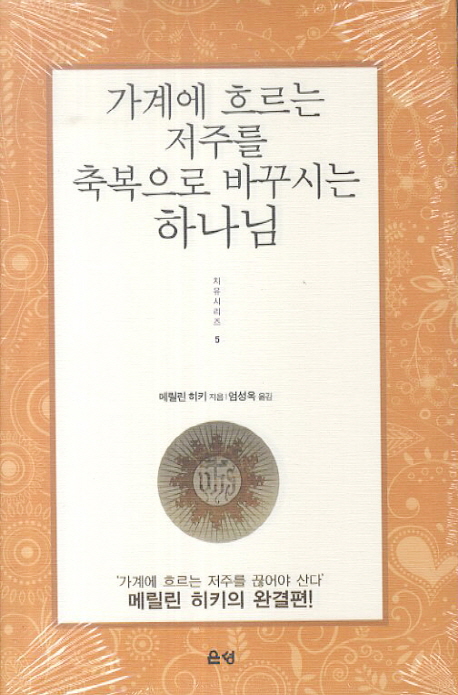 가계에 흐르는
저주를
축복으로 바꾸시는
하나님
치유시리즈
5
메릴린 히키 지음 | 엄성옥 옮김
'가계에 흐르는 저주를 끊어야 산다'
메릴린 히키의 완결편!
은성